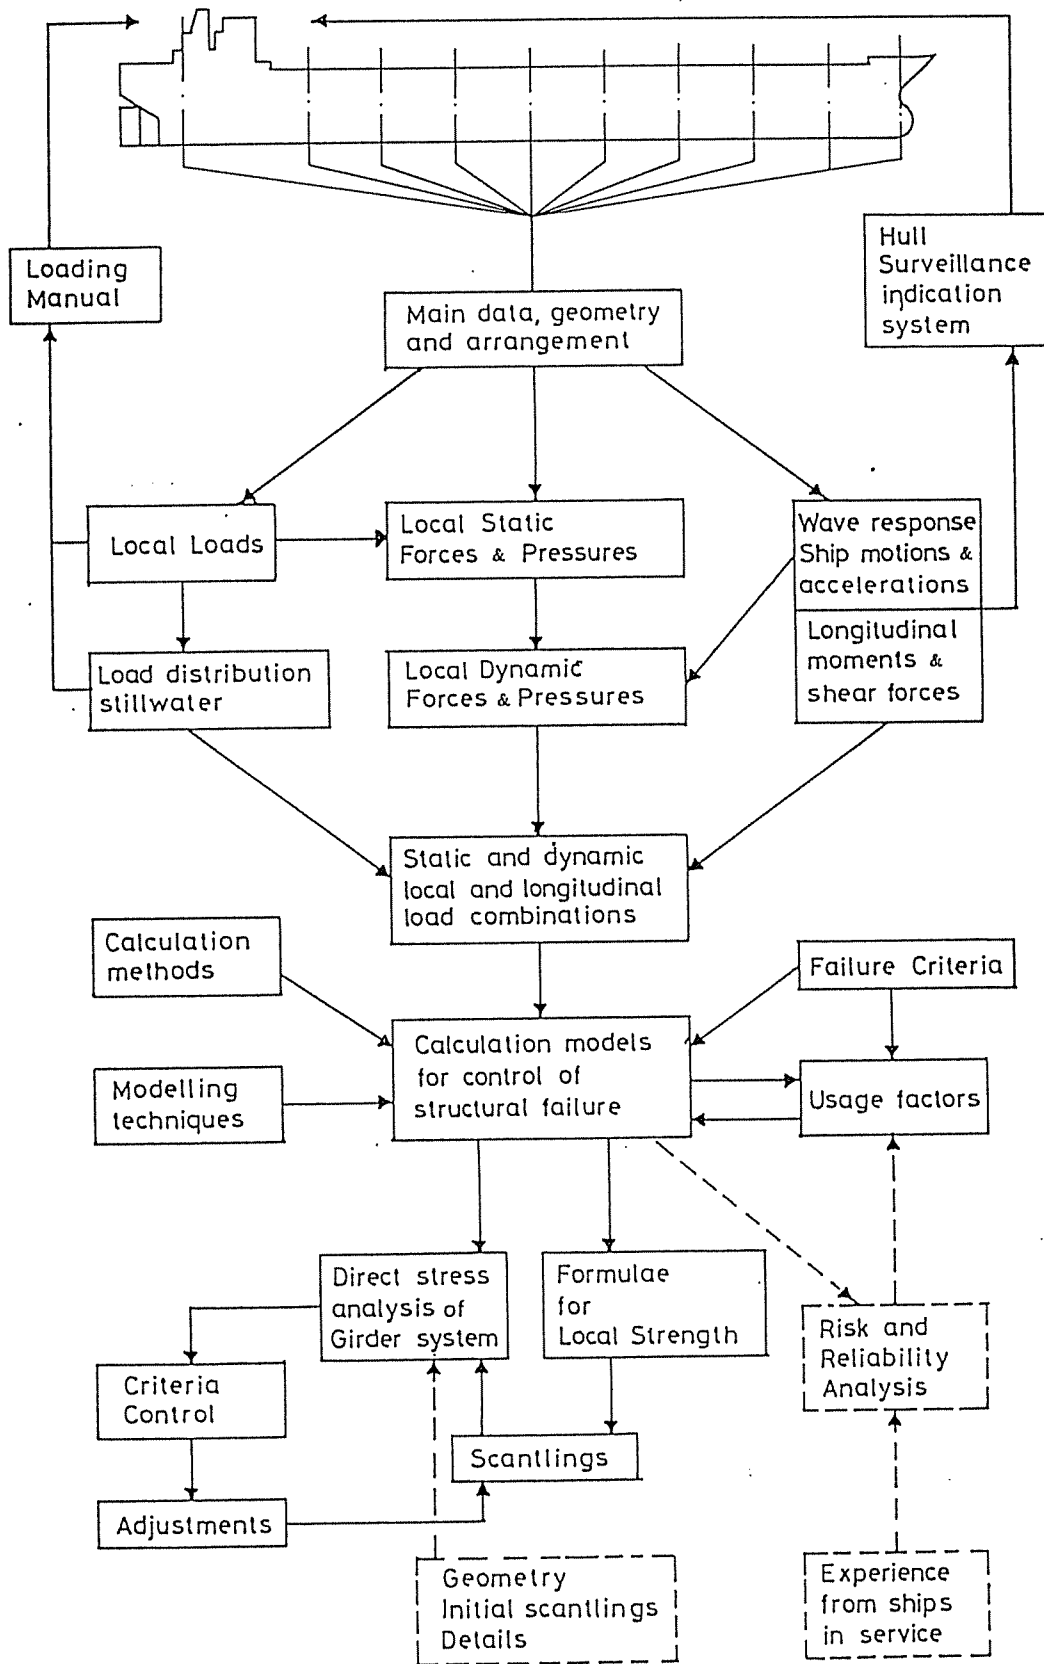 Loading
Manual
Hull
Surveillance
indication
system
Main data, geometry
and arrangement
Local Loads
Local Static
Forces & Pressures
Wave response
Ship motions &
accelerations
Longitudinal
moments &
shear forces
Load distribution
stillwater
Local Dynamic
Forces & Pressures
Static and dynamic
local and longitudinal
load combinations
Calculation
methods
Failure Criteria
Calculation models
for control of
structural failure
Modelling
techniques
Usage factors
Direct stress
analysis of
Girder system
Formulae
for
Local Strength
Risk and
Reliability
Analysis
Criteria
Control
Scantlings
Adjustments
Geometry
Initial scantlings
Details
Experience
from ships
in service